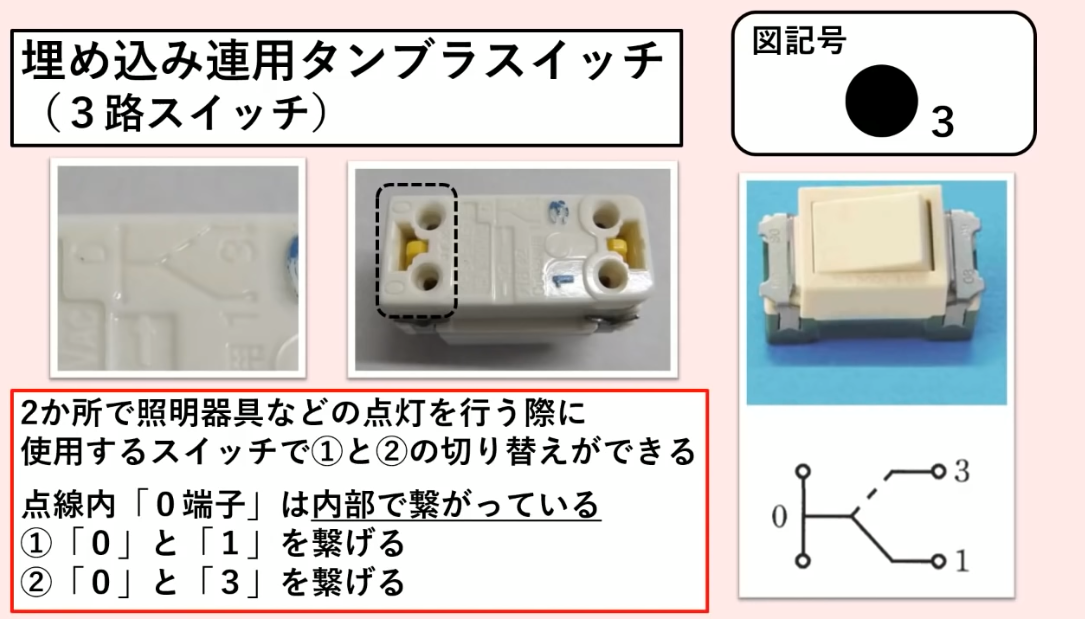 埋め込み連用タンブラスイッチ
（３路スイッチ）
図記号
3
0
3
1
1
2か所で照明器具などの点灯を行う際に
使用するスイッチで①と②の切り替えができる
点線内「０端子」は内部で繋がっている
①「０」と「１」を繋げる
②「０」と「３」を繋げる
3
0
1